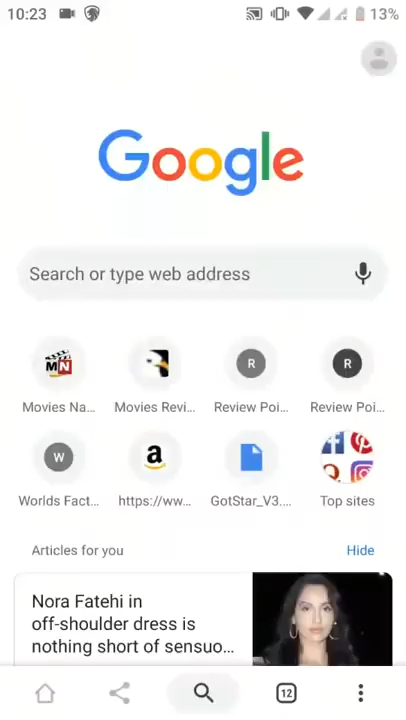 10:23
13%
Google
Search or type web address
MN
R
R
Movies Na...
Movies Revi...
Review Poi...
Review Poi...
W
a
Worlds Fact...
https://ww...
GotStar_V3....
Top sites
Articles for you
Hide
Nora Fatehi in
off-shoulder dress is
nothing short of sensuo...
12